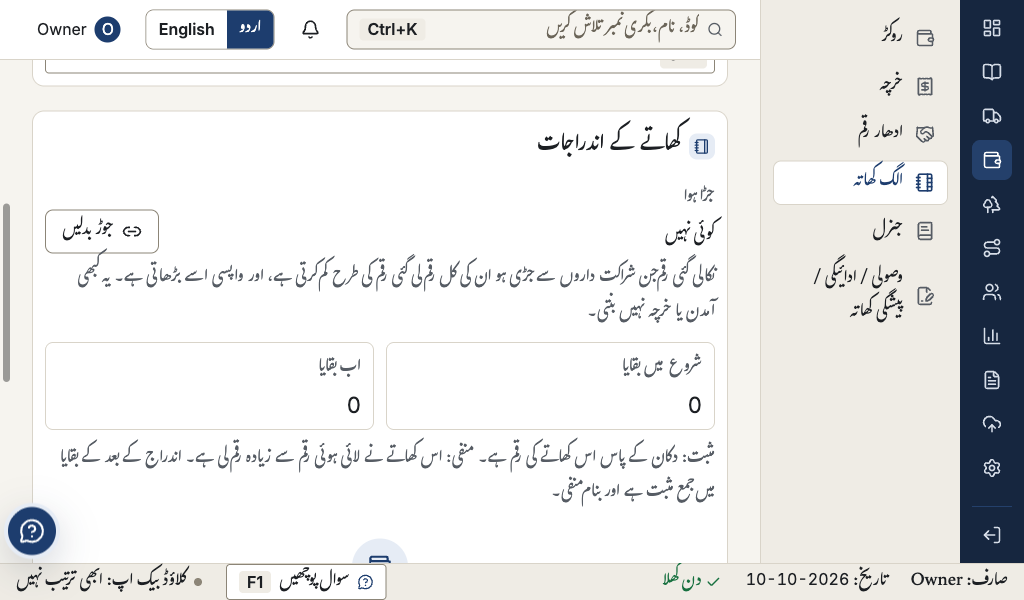 Owner
O
English
اردو
Ctrl+K
کوڈ، نام، بکری نمبر تلاش کریں
روکڑ
خرچہ
ادھار رقم
الگ کھاتہ
جنرل
وصولی / ادائیگی /
پیشگی کھاتہ
کھاتے کے اندراجات
جڑا ہوا
کوئی نہیں
جوڑ بدلیں
نکالی گئی رقم جن شراکت داروں سے جڑی ہو ان کی کل رقم لی گئی رقم کی طرح کم کرتی ہے، اور واپسی اسے بڑھاتی ہے۔ یہ کبھی
آمدن یا خرچہ نہیں بنتی۔
شروع میں بقایا
0
اب بقایا
0
مثبت: دکان کے پاس اس کھاتے کی رقم ہے۔ منفی: اس کھاتے نے لائی ہوئی رقم سے زیادہ رقم لی ہے۔ اندراج کے بعد کے بقایا
میں جمع مثبت ہے اور بنام منفی۔
صارف: Owner
تاریخ: 10-10-2026
دن کھلا
سوال پوچھیں
F1
کلاؤڈ بیک اپ: ابھی ترتیب نہیں